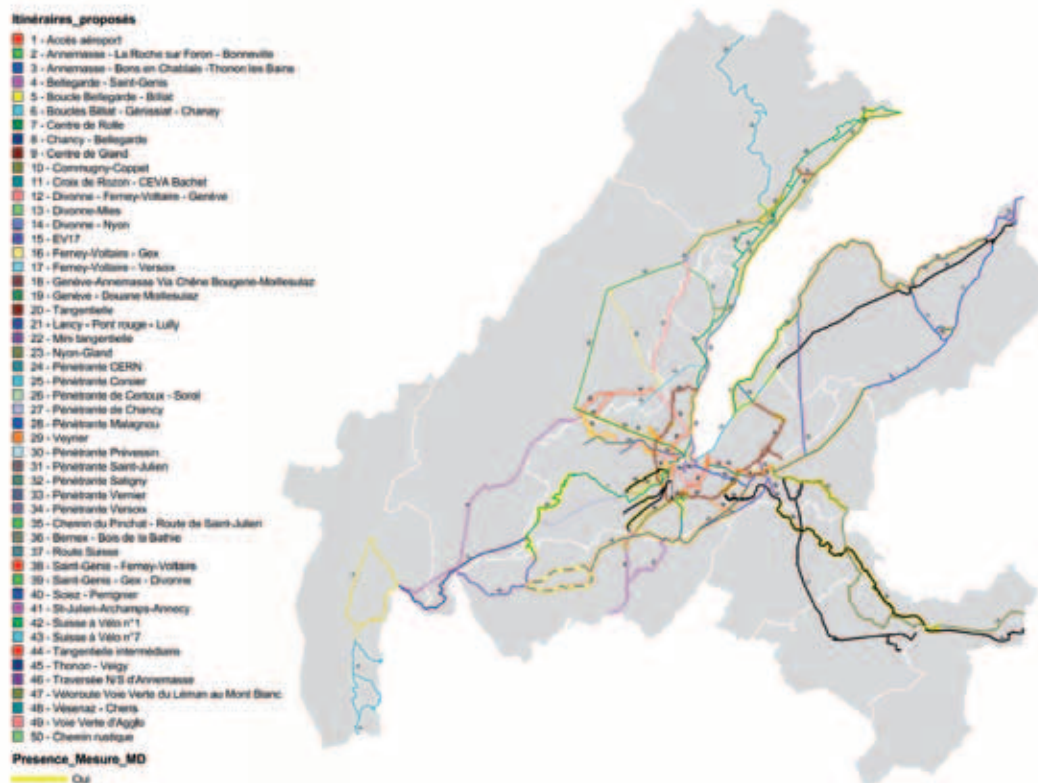 Itinéraires_proposés
1 - Accès aéroport
2 - Annemasse - La Roche sur Foron - Bonneville
3 - Annemasse - Bons en Chablais -Thonon les Bains
4 - Bellegarde - Saint-Genis
5 - Boucle Bellegarde - Billiat
6 - Boucles Billiat - Génissiat - Chanay
7 - Centre de Rolle
8 - Chancy - Bellegarde
9 - Centre de Gland
10 - Commugny-Coppet
11 - Croix de Rozon - CEVA Bachet
12 - Divonne - Ferney-Voltaire - Genève
13 - Divonne-Mies
14 - Divonne - Nyon
15 - EV17
16 - Ferney-Voltaire - Gex
17 - Ferney-Voltaire - Versoix
18 - Genève-Annemasse Via Chêne Bougerie-Moillesulaz
19 - Genève - Douane Moillesulaz
20 - Tangentielle
21 - Lancy - Pont rouge - Lully
22 - Mini tangentielle
23 - Nyon-Gland
24 - Pénétrante CERN
25 - Pénétrante Corsier
26 - Pénétrante de Certoux - Soral
27 - Pénétrante de Chancy
28 - Pénétrante Malagnou
29 - Veyrier
30 - Pénétrante Prévessin
31 - Pénétrante Saint-Julien
32 - Pénétrante Satigny
33 - Pénétrante Vernier
34 - Pénétrante Versoix
35 - Chemin du Pinchat - Route de Saint-Julien
36 - Bernex - Bois de la Bathie
37 - Route Suisse
38 - Saint-Genis - Ferney-Voltaire
39 - Saint-Genis - Gex - Divonne
40 - Sciez - Perrignier
41 - St-Julien-Archamps-Annecy
42 - Suisse à Vélo n°1
43 - Suisse à Vélo n°7
44 - Tangentielle intermédiaire
45 - Thonon - Veigy
46 - Traversée N/S d'Annemasse
47 - Véloroute Voie Verte du Léman au Mont Blanc
48 - Vésenaz - Chens
49 - Voie Verte d'Agglo
50 - Chemin rustique
Presence_Mesure_MD
Oui